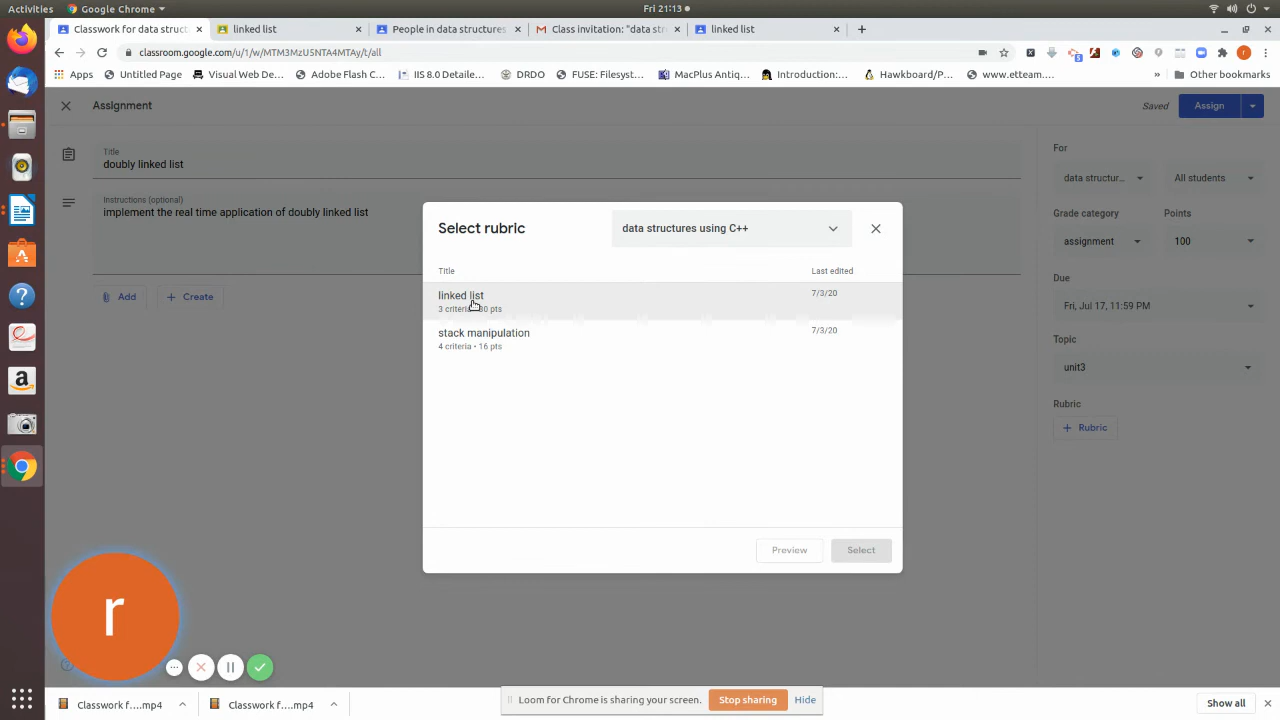 Activities
Google Chrome
Fri 21:13
Classwork for data struct
linked list
People in data structures
Class invitation: "data str
linked list
classroom.google.com/u/1/w/MTM3MzU5NTA4MTAy/t/all
Apps
Untitled Page
Visual Web De...
Adobe Flash C...
IIS 8.0 Detaile...
DRDO
FUSE: Filesyst...
MacPlus Antiq...
Introduction:...
Hawkboard/P...
www.etteam....
»
Other bookmarks
Assignment
Saved
Assign
Title
doubly linked list
Instructions (optional)
implement the real time application of doubly linked list
Add
Create
For
data structur...
All students
Grade category
Points
assignment
100
Due
Fri, Jul 17, 11:59 PM
Topic
unit3
Rubric
Rubric
Select rubric
data structures using C++
Title
Last edited
linked list
7/3/20
3 criteria
pts
stack manipulation
7/3/20
4 criteria • 16 pts
Preview
Select
r
Classwork f....mp4
Classwork f....mp4
Loom for Chrome is sharing your screen.
Stop sharing
Hide
Show all